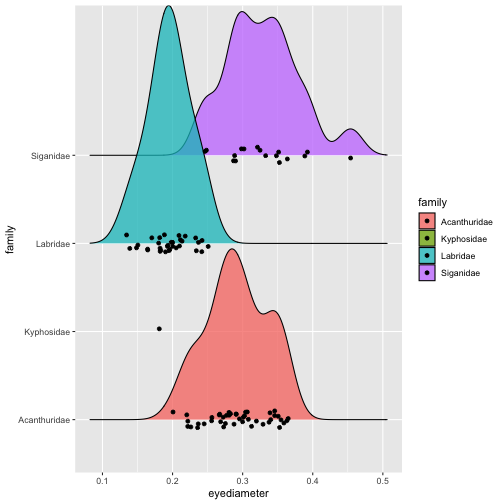 Siganidae
Labridae
Kyphosidae
Acanthuridae
family
0.1 0.2 0.3 0.4 0.5
eyediameter
family
Acanthuridae
Kyphosidae
Labridae
Siganidae